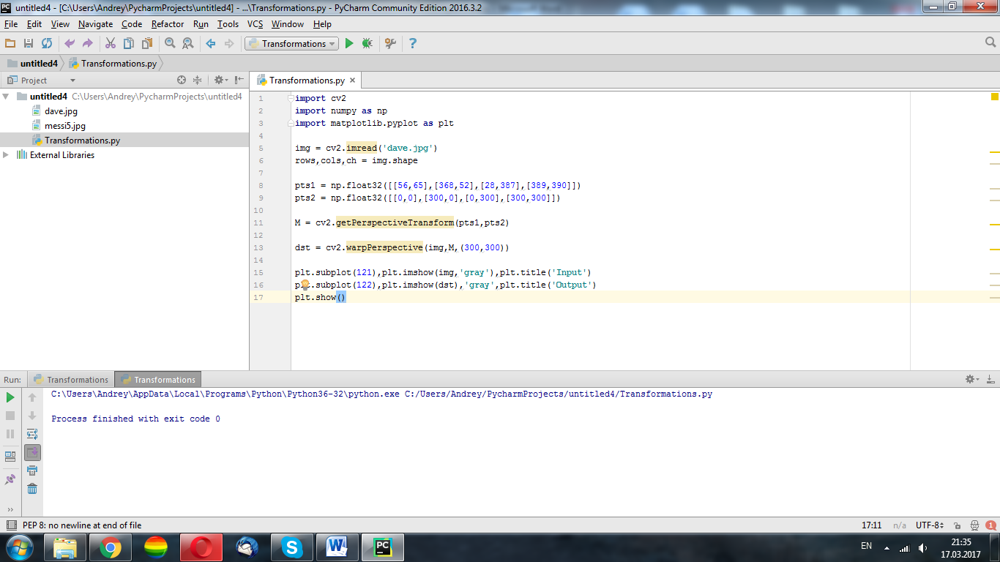 untitled4 - [C:\Users\Andrey\PycharmProjects\untitled4] - ...\Transformations.py - PyCharm Community Edition 2016.3.2
File Edit View Navigate Code Refactor Run Tools VCS Window Help
Transformations
untitled4 Transformations.py
Project
Transformations.py
untitled4 C:\Users\Andrey\PycharmProjects\untitled4
dave.jpg
messi5.jpg
Transformations.py
External Libraries
1 import cv2
2 import numpy as np
3 import matplotlib.pyplot as plt
4
5 img = cv2.imread('dave.jpg')
6 rows,cols,ch = img.shape
7
8 pts1 = np.float32([[56,65],[368,52],[28,387],[389,390]])
9 pts2 = np.float32([[0,0],[300,0],[0,300],[300,300]])
10
11 M = cv2.getPerspectiveTransform(pts1,pts2)
12
13 dst = cv2.warpPerspective(img,M,(300,300))
14
15 plt.subplot(121),plt.imshow(img,'gray'),plt.title('Input')
16 plt.subplot(122),plt.imshow(dst),'gray',plt.title('Output')
17 plt.show()
Run: Transformations Transformations
C:\Users\Andrey\AppData\Local\Programs\Python\Python36-32\python.exe C:/Users/Andrey/PycharmProjects/untitled4/Transformations.py
Process finished with exit code 0
PEP 8: no newline at end of file 17:11 n/a UTF-8 1
EN 21:35
17.03.2017